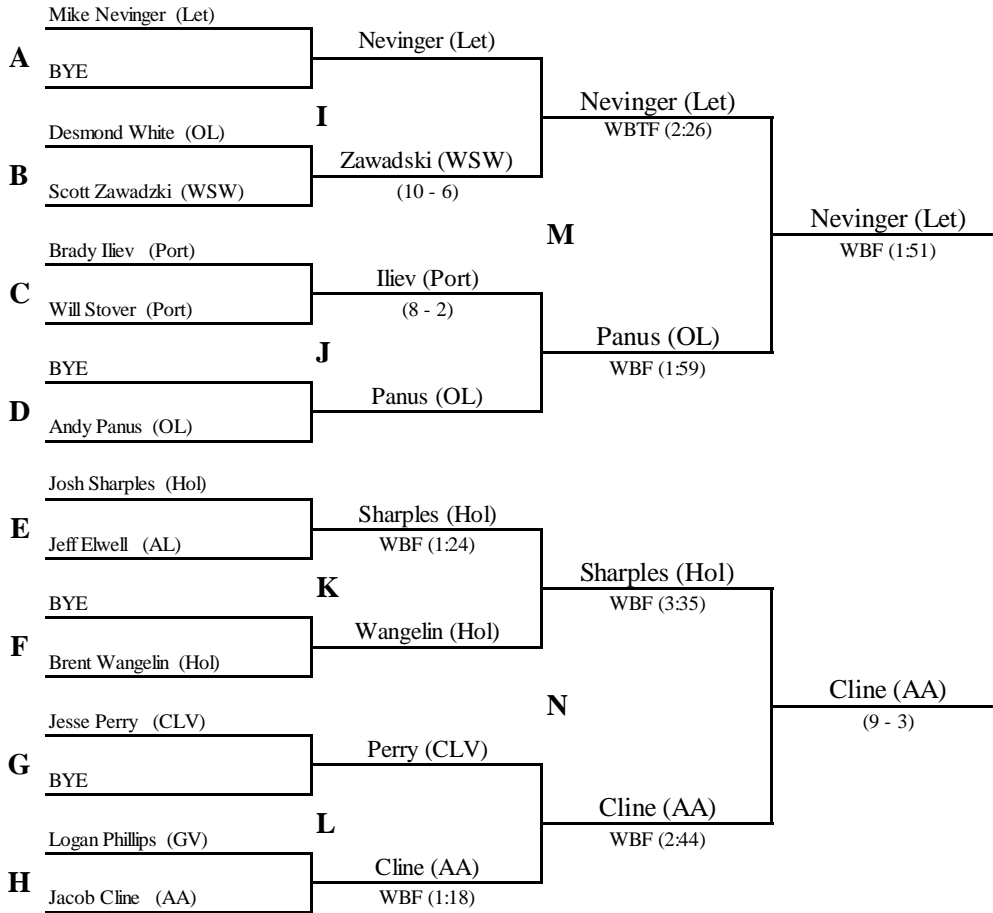 Mike Nevinger (Let)
A
Nevinger (Let)
BYE
I
Nevinger (Let)
WBTF (2:26)
Desmond White (OL)
B
Zawadski (WSW)
Scott Zawadzki (WSW)
(10 - 6)
M
Nevinger (Let)
WBF (1:51)
Brady Iliev (Port)
C
Iliev (Port)
Will Stover (Port)
(8 - 2)
J
Panus (OL)
WBF (1:59)
BYE
D
Panus (OL)
Andy Panus (OL)
Josh Sharples (Hol)
E
Sharples (Hol)
Jeff Elwell (AL)
WBF (1:24)
K
Sharples (Hol)
WBF (3:35)
BYE
F
Wangelin (Hol)
Brent Wangelin (Hol)
N
Cline (AA)
(9 - 3)
Jesse Perry (CLV)
G
Perry (CLV)
BYE
L
Cline (AA)
WBF (2:44)
Logan Phillips (GV)
H
Cline (AA)
Jacob Cline (AA)
WBF (1:18)